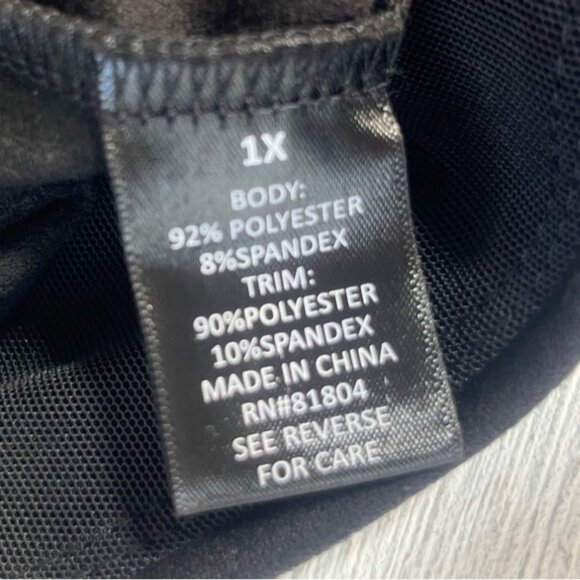 1X
BODY:
92% POLYESTER
8%SPANDEX
TRIM:
90%POLYESTER
10%SPANDEX
MADE IN CHINA
RN#81804
SEE REVERSE
FOR CARE